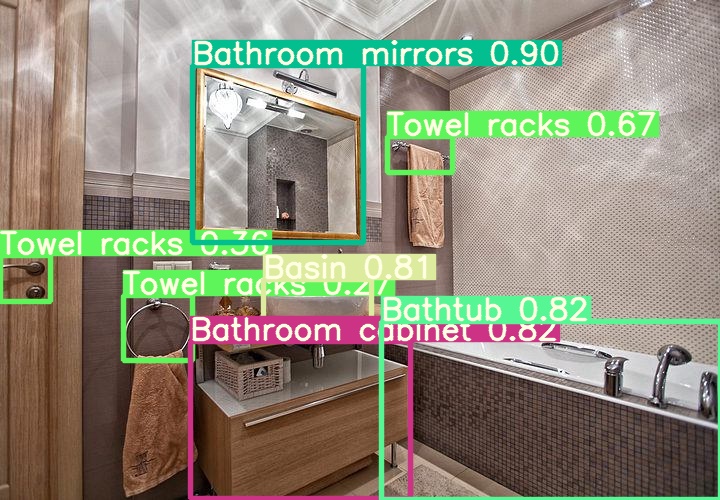 Bathroom mirrors 0.90
Towel racks 0.67
Towel racks 0.36
Basin 0.81
Towel racks 0.27
Bathtub 0.82
Bathroom cabinet 0.82